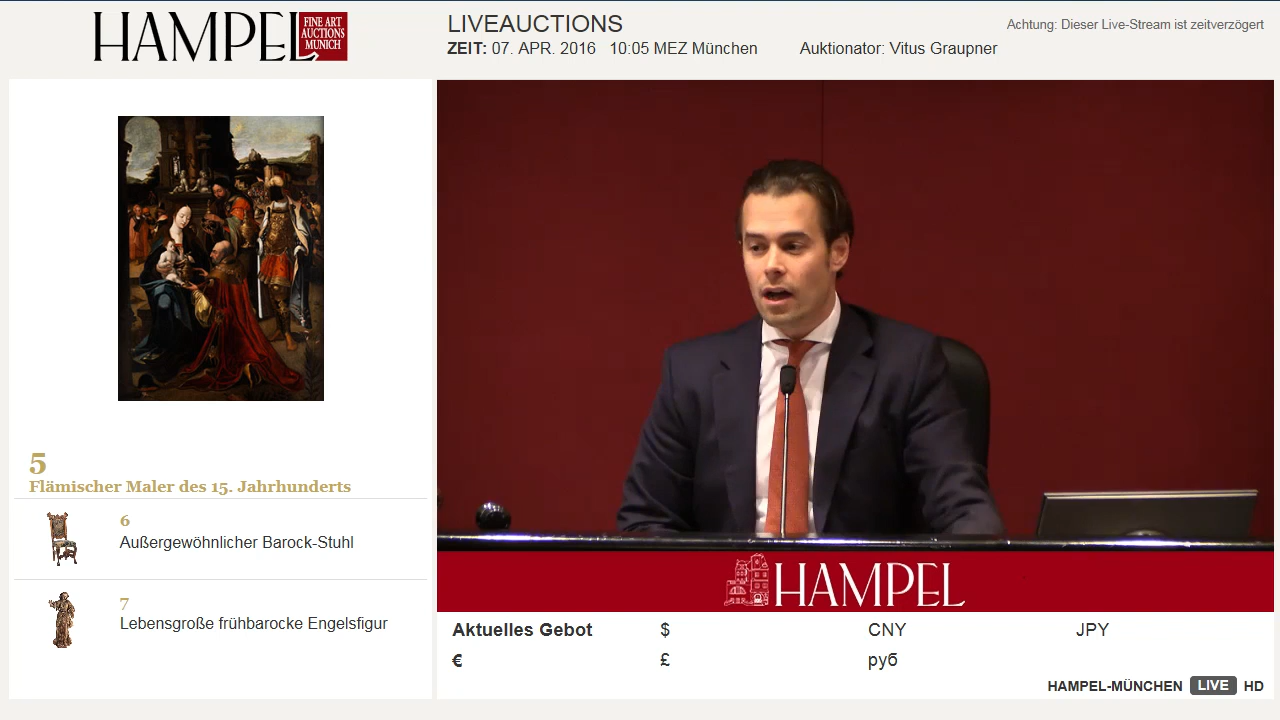 HAMPEL
FINE ART
AUCTIONS
MUNICH
LIVEAUCTIONS
ZEIT: 07. APR. 2016 10:05 MEZ München
Auktionator: Vitus Graupner
Achtung: Dieser Live-Stream ist zeitverzögert
5
Flämischer Maler des 15. Jahrhunderts
6
Außergewöhnlicher Barock-Stuhl
7
Lebensgroße frühbarocke Engelsfigur
HAMPEL
Aktuelles Gebot $ CNY JPY
€ £ руб
HAMPEL-MÜNCHEN LIVE HD